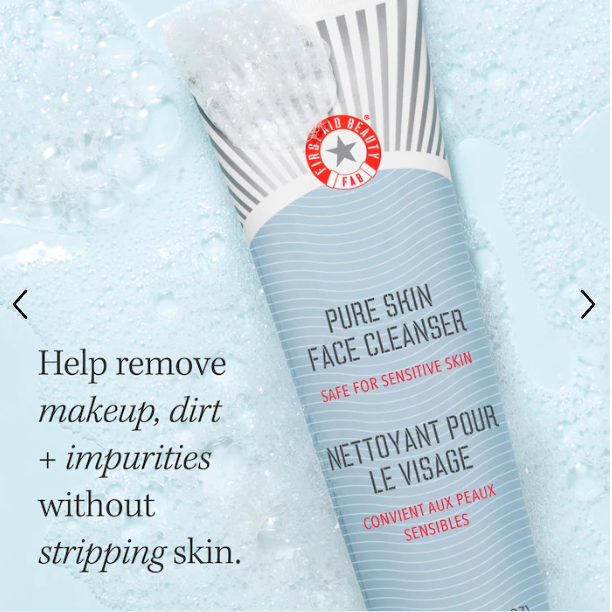 FIRST AID BEAUTY
®
FAB
PURE SKIN
FACE CLEANSER
SAFE FOR SENSITIVE SKIN
NETTOYANT POUR
LE VISAGE
CONVIENT AUX PEAUX
SENSIBLES
Help remove
makeup, dirt
+ impurities
without
stripping skin.